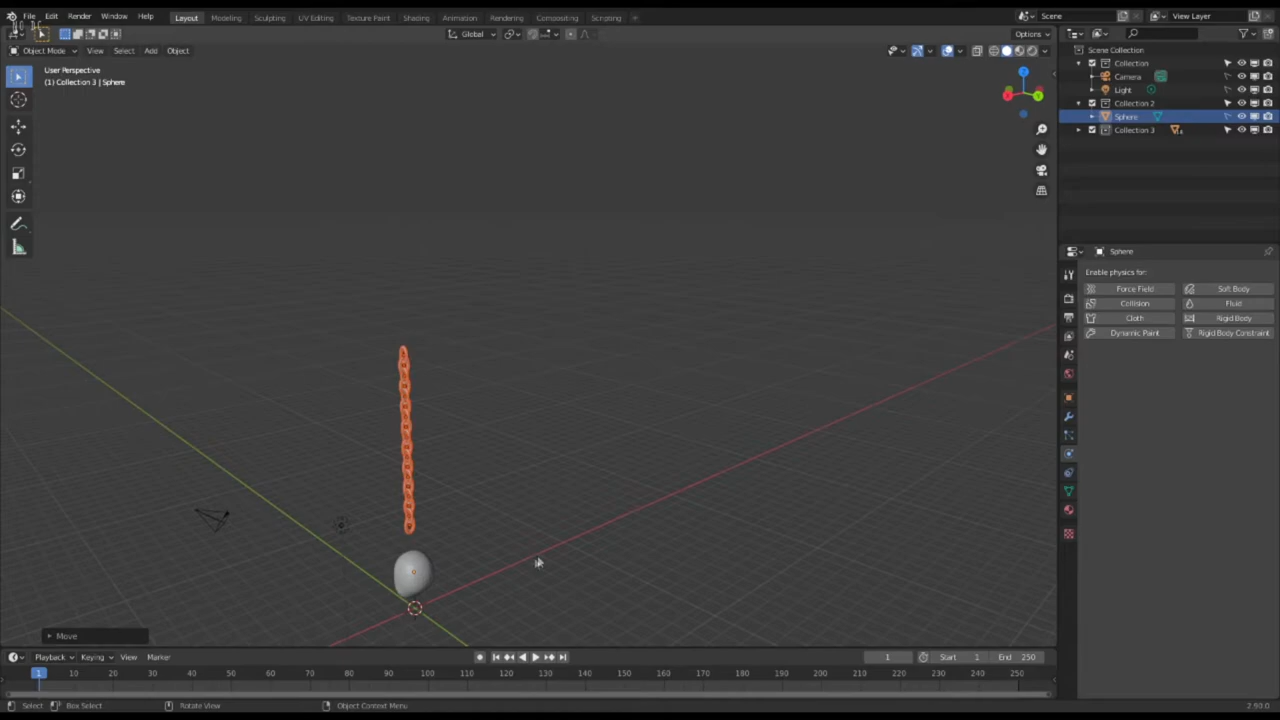 File Edit Render Window Help
Layout Modeling Sculpting UV Editing Texture Paint Shading Animation Rendering Compositing Scripting +
Scene
View Layer
Global
Options
Object Mode View Select Add Object
User Perspective
(1) Collection 3 | Sphere
Scene Collection
Collection
Camera
Light
Collection 2
Sphere
Collection 3
Sphere
Enable physics for:
Force Field Soft Body
Collision Fluid
Cloth Rigid Body
Dynamic Paint Rigid Body Constraint
Move
Playback Keying View Marker
1
Start 1
End 250
1 10 20 30 40 50 60 70 80 90 100 110 120 130 140 150 160 170 180 190 200 210 220 230 240 250
Select Box Select Rotate View Object Context Menu
2.90.0